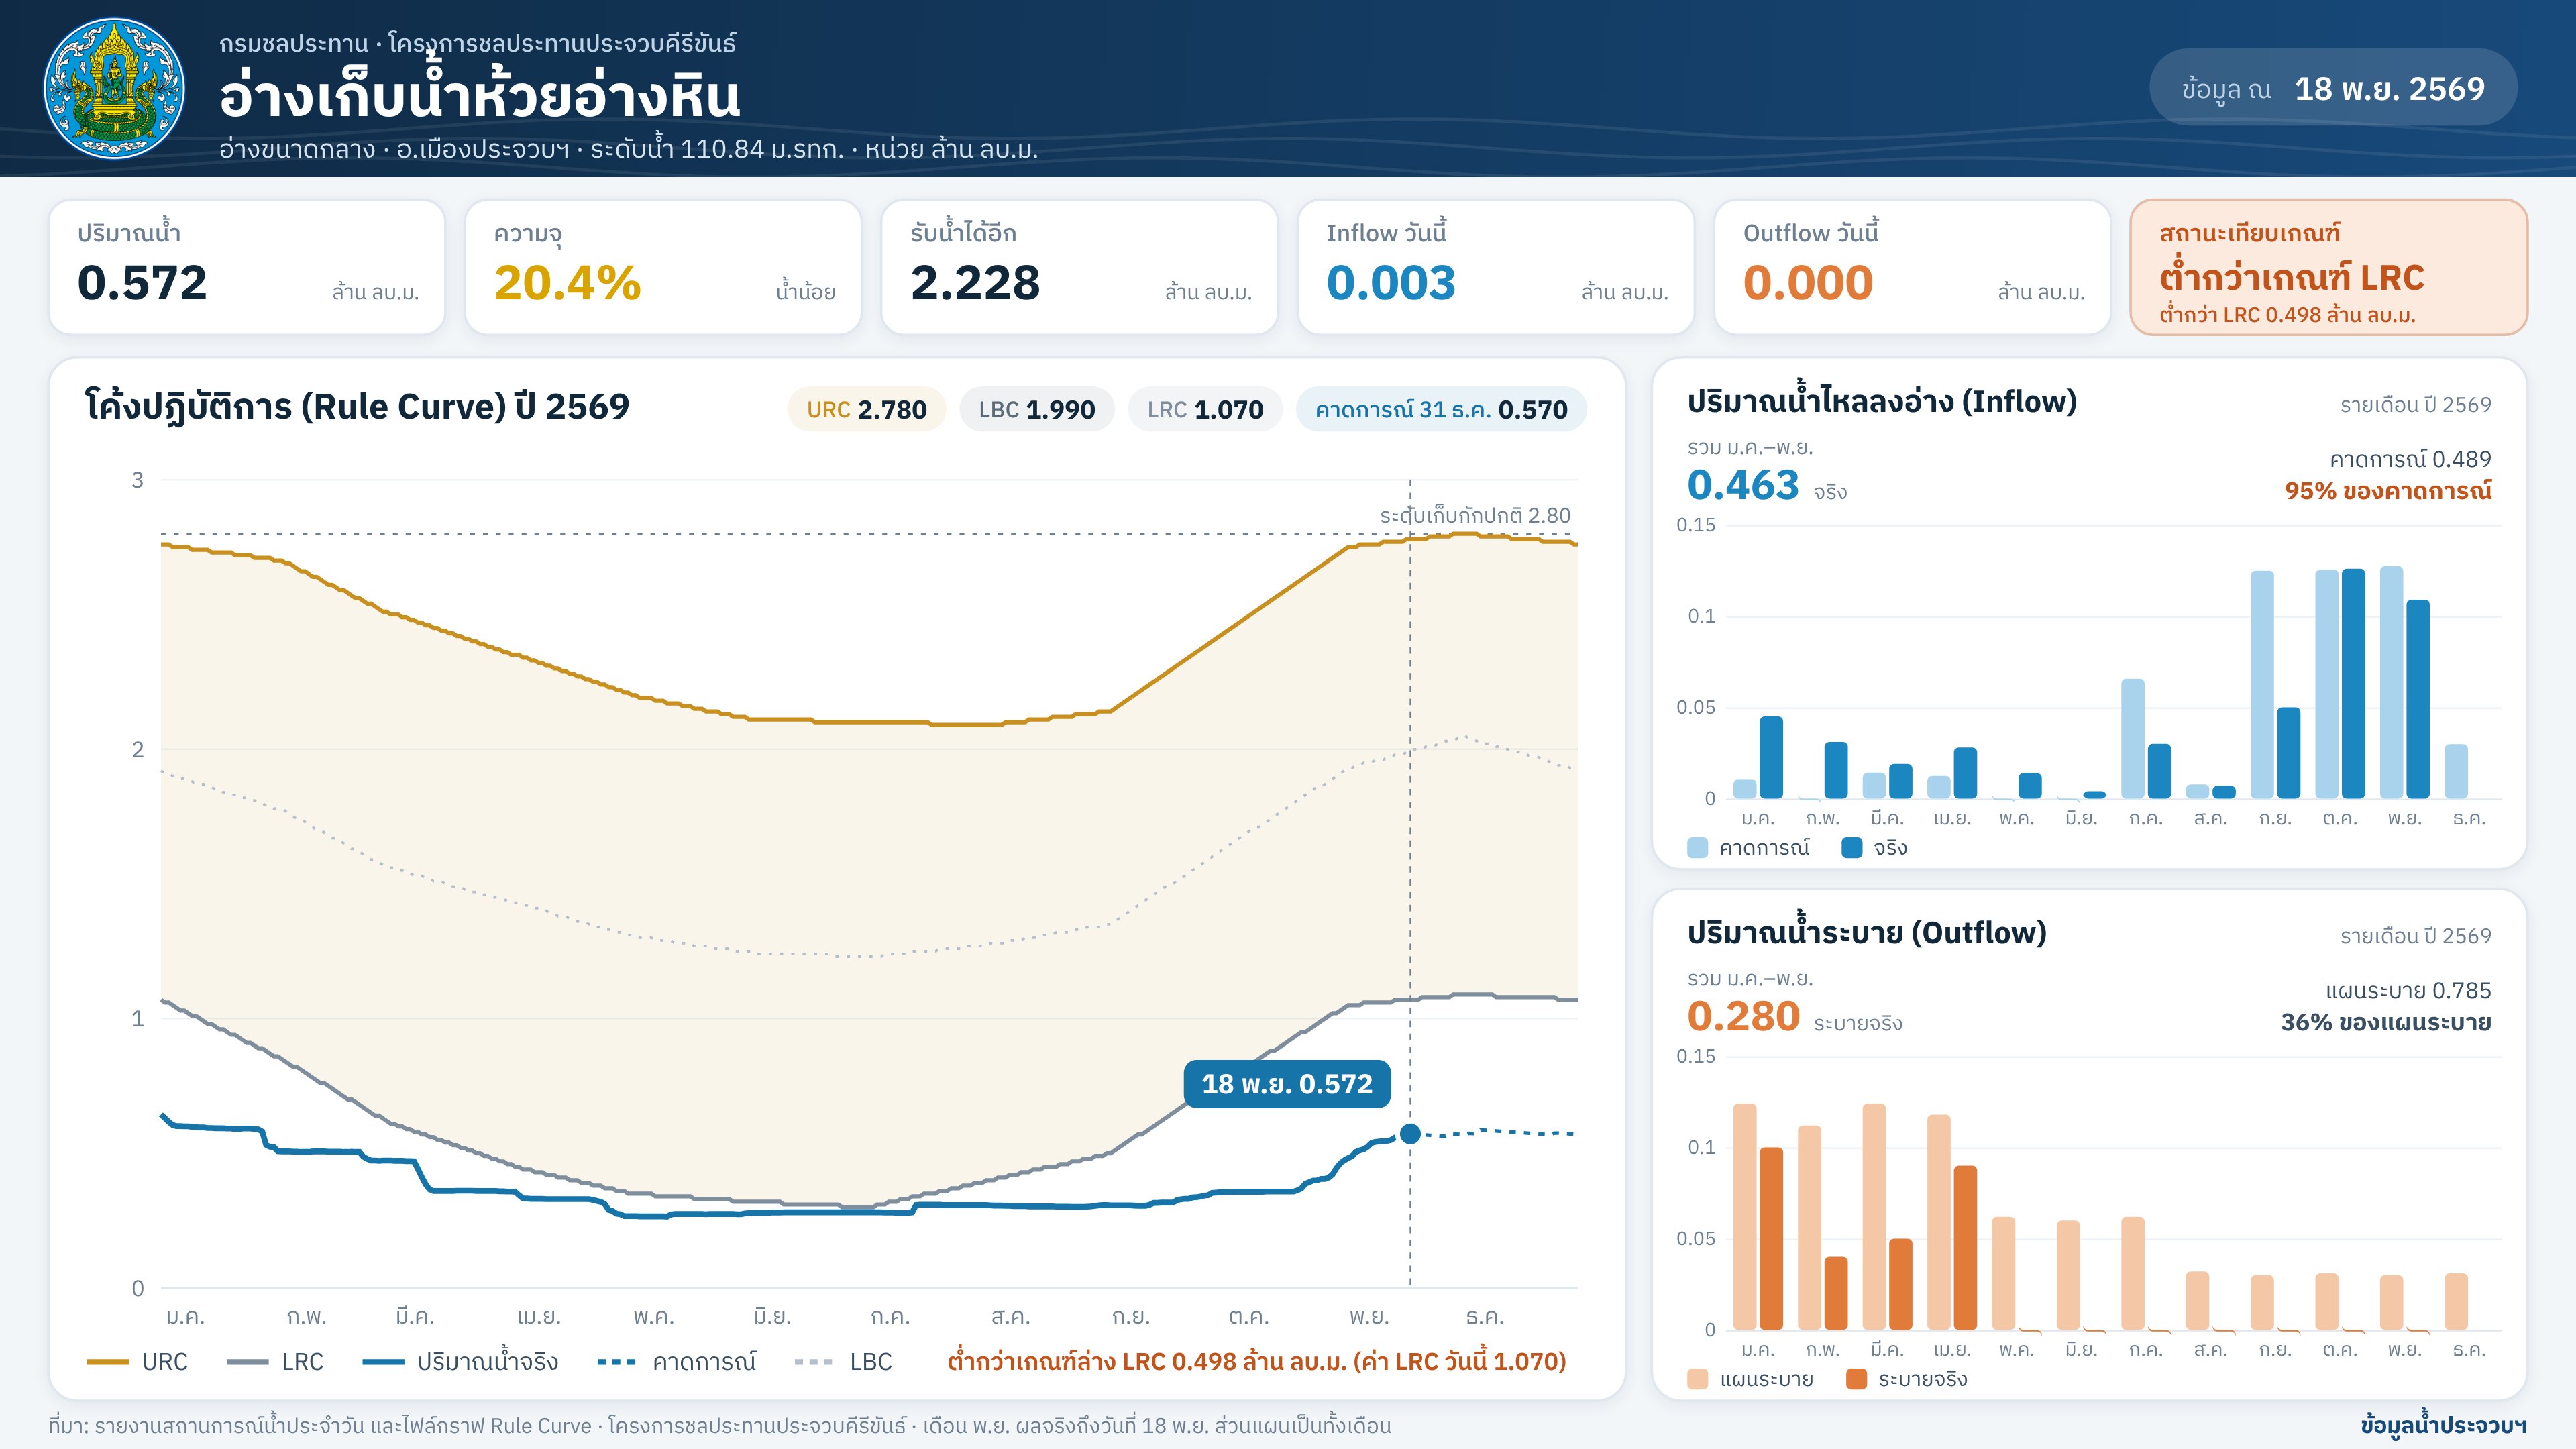 กรมชลประทาน · โครงการชลประทานประจวบคีรีขันธ์
อ่างเก็บน้ำห้วยอ่างหิน
อ่างขนาดกลาง · อ.เมืองประจวบฯ · ระดับน้ำ 110.84 ม.รทก. · หน่วย ล้าน ลบ.ม.
ข้อมูล ณ 18 พ.ย. 2569
ปริมาณน้ำ
0.572 ล้าน ลบ.ม.
ความจุ
20.4% น้ำน้อย
รับน้ำได้อีก
2.228 ล้าน ลบ.ม.
Inflow วันนี้
0.003 ล้าน ลบ.ม.
Outflow วันนี้
0.000 ล้าน ลบ.ม.
สถานะเทียบเกณฑ์
ต่ำกว่าเกณฑ์ LRC
ต่ำกว่า LRC 0.498 ล้าน ลบ.ม.
โค้งปฏิบัติการ (Rule Curve) ปี 2569
URC 2.780 LBC 1.990 LRC 1.070 คาดการณ์ 31 ธ.ค. 0.570
3
ระดับเก็บกักปกติ 2.80
2
1
18 พ.ย. 0.572
0
ม.ค. ก.พ. มี.ค. เม.ย. พ.ค. มิ.ย. ก.ค. ส.ค. ก.ย. ต.ค. พ.ย. ธ.ค.
URC LRC ปริมาณน้ำจริง คาดการณ์ LBC ต่ำกว่าเกณฑ์ล่าง LRC 0.498 ล้าน ลบ.ม. (ค่า LRC วันนี้ 1.070)
ปริมาณน้ำไหลลงอ่าง (Inflow) รายเดือน ปี 2569
รวม ม.ค.–พ.ย.
0.463 จริง
คาดการณ์ 0.489
95% ของคาดการณ์
0.15
0.1
0.05
0
ม.ค. ก.พ. มี.ค. เม.ย. พ.ค. มิ.ย. ก.ค. ส.ค. ก.ย. ต.ค. พ.ย. ธ.ค.
คาดการณ์ จริง
ปริมาณน้ำระบาย (Outflow) รายเดือน ปี 2569
รวม ม.ค.–พ.ย.
0.280 ระบายจริง
แผนระบาย 0.785
36% ของแผนระบาย
0.15
0.1
0.05
0
ม.ค. ก.พ. มี.ค. เม.ย. พ.ค. มิ.ย. ก.ค. ส.ค. ก.ย. ต.ค. พ.ย. ธ.ค.
แผนระบาย ระบายจริง
ที่มา: รายงานสถานการณ์น้ำประจำวัน และไฟล์กราฟ Rule Curve · โครงการชลประทานประจวบคีรีขันธ์ · เดือน พ.ย. ผลจริงถึงวันที่ 18 พ.ย. ส่วนแผนเป็นทั้งเดือน
ข้อมูลน้ำประจวบฯ